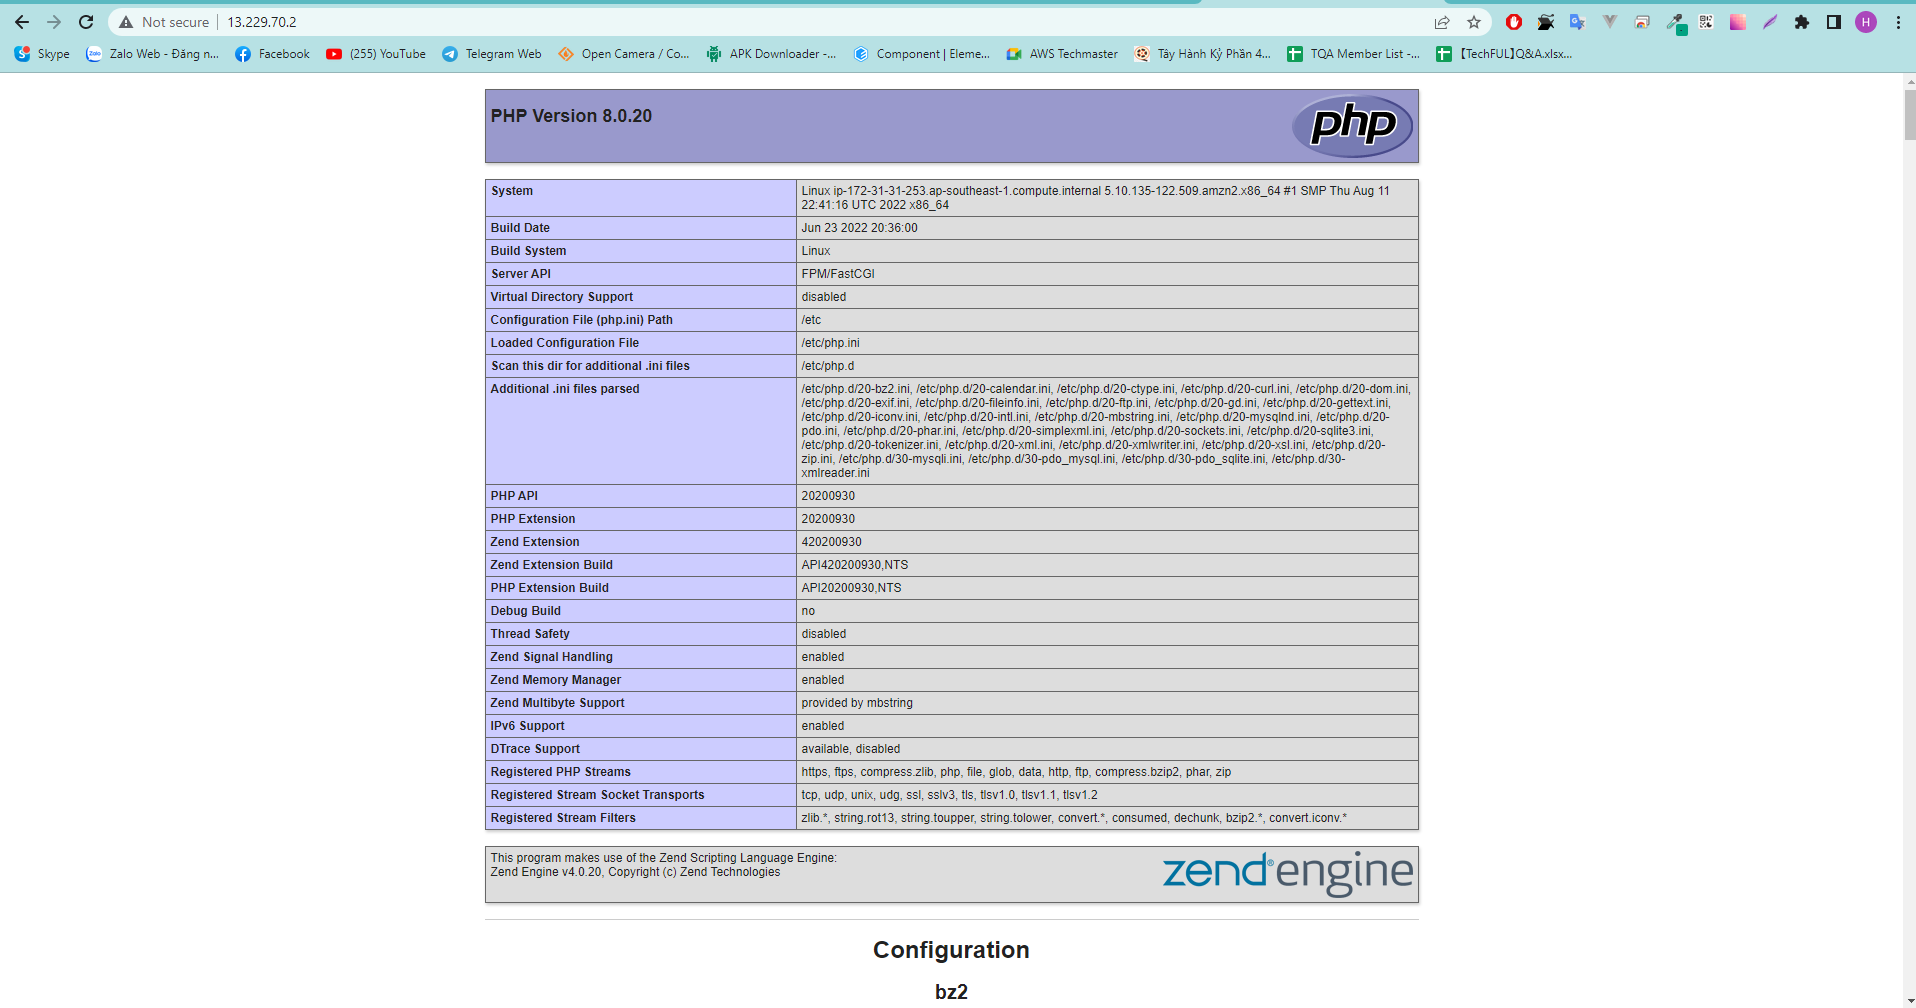 Not secure
13.229.70.2
Skype
Zalo
Zalo Web - Đăng n...
Facebook
(255) YouTube
Telegram Web
Open Camera / Co...
APK Downloader -...
Component | Eleme...
AWS Techmaster
Tây Hành Kỷ Phần 4...
TQA Member List -...
【TechFUL】Q&A.xlsx...
H
PHP Version 8.0.20
php
System
Linux ip-172-31-31-253.ap-southeast-1.compute.internal 5.10.135-122.509.amzn2.x86_64 #1 SMP Thu Aug 11
22:41:16 UTC 2022 x86_64
Build Date
Jun 23 2022 20:36:00
Build System
Linux
Server API
FPM/FastCGI
Virtual Directory Support
disabled
Configuration File (php.ini) Path
/etc
Loaded Configuration File
/etc/php.ini
Scan this dir for additional .ini files
/etc/php.d
Additional .ini files parsed
/etc/php.d/20-bz2.ini, /etc/php.d/20-calendar.ini, /etc/php.d/20-ctype.ini, /etc/php.d/20-curl.ini, /etc/php.d/20-dom.ini,
/etc/php.d/20-exif.ini, /etc/php.d/20-fileinfo.ini, /etc/php.d/20-ftp.ini, /etc/php.d/20-gd.ini, /etc/php.d/20-gettext.ini,
/etc/php.d/20-iconv.ini, /etc/php.d/20-intl.ini, /etc/php.d/20-mbstring.ini, /etc/php.d/20-mysqlnd.ini, /etc/php.d/20-
pdo.ini, /etc/php.d/20-phar.ini, /etc/php.d/20-simplexml.ini, /etc/php.d/20-sockets.ini, /etc/php.d/20-sqlite3.ini,
/etc/php.d/20-tokenizer.ini, /etc/php.d/20-xml.ini, /etc/php.d/20-xmlwriter.ini, /etc/php.d/20-xsl.ini, /etc/php.d/20-
zip.ini, /etc/php.d/30-mysqli.ini, /etc/php.d/30-pdo_mysql.ini, /etc/php.d/30-pdo_sqlite.ini, /etc/php.d/30-
xmlreader.ini
PHP API
20200930
PHP Extension
20200930
Zend Extension
420200930
Zend Extension Build
API420200930,NTS
PHP Extension Build
API20200930,NTS
Debug Build
no
Thread Safety
disabled
Zend Signal Handling
enabled
Zend Memory Manager
enabled
Zend Multibyte Support
provided by mbstring
IPv6 Support
enabled
DTrace Support
available, disabled
Registered PHP Streams
https, ftps, compress.zlib, php, file, glob, data, http, ftp, compress.bzip2, phar, zip
Registered Stream Socket Transports
tcp, udp, unix, udg, ssl, sslv3, tls, tlsv1.0, tlsv1.1, tlsv1.2
Registered Stream Filters
zlib.*, string.rot13, string.toupper, string.tolower, convert.*, consumed, dechunk, bzip2.*, convert.iconv.*
This program makes use of the Zend Scripting Language Engine:
Zend Engine v4.0.20, Copyright (c) Zend Technologies
zend®engine
Configuration
bz2